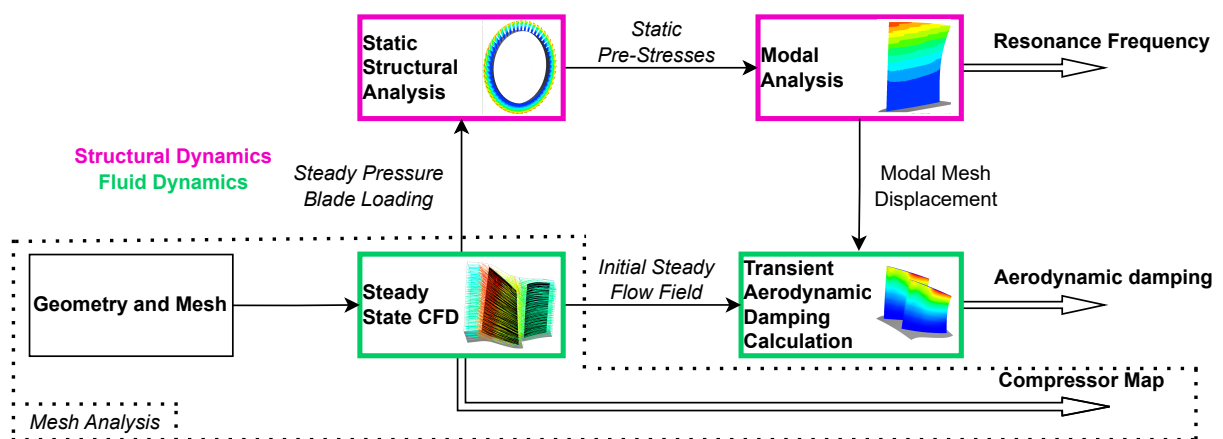 Static
Structural
Analysis
Static
Pre-Stresses
Modal
Analysis
Resonance Frequency
Structural Dynamics
Fluid Dynamics
Steady Pressure
Blade Loading
Modal Mesh
Displacement
Geometry and Mesh
Steady
State CFD
Initial Steady
Flow Field
Transient
Aerodynamic
Damping
Calculation
Aerodynamic damping
Compressor Map
Mesh Analysis